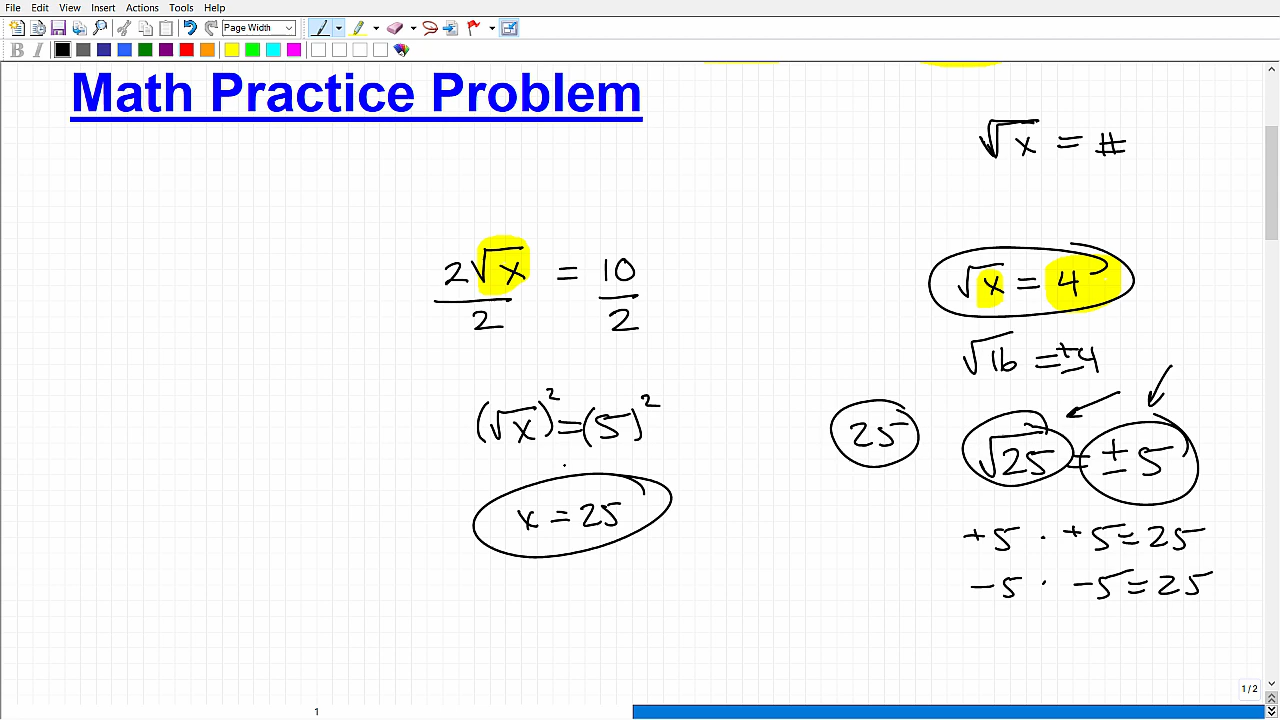 File Edit View Insert Actions Tools Help
Page Width
B I
Math Practice Problem
√x = #
2√x = 10
2 2
√x = 4
√16 = ±4
(√x)² = (5)²
x = 25
25
√25 = ± 5
+5 · +5 = 25
-5 · -5 = 25
1/2
1